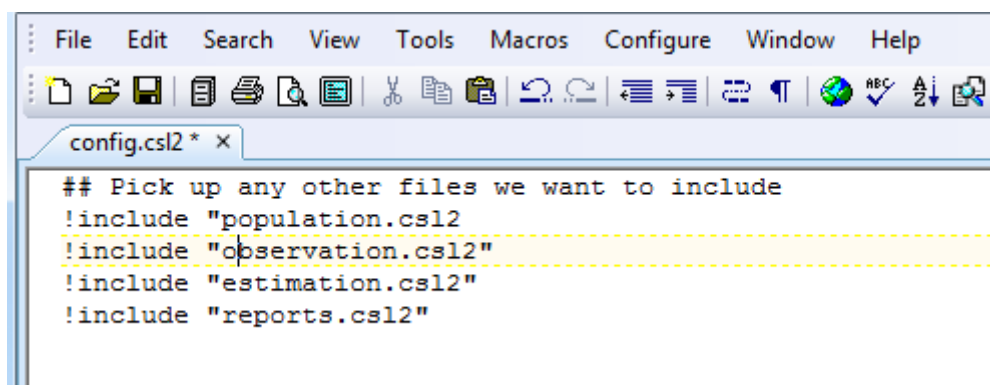 File Edit Search View Tools Macros Configure Window Help
ABC A Z
config.csl2 * ×
## Pick up any other files we want to include
!include "population.csl2
!include "observation.csl2"
!include "estimation.csl2"
!include "reports.csl2"